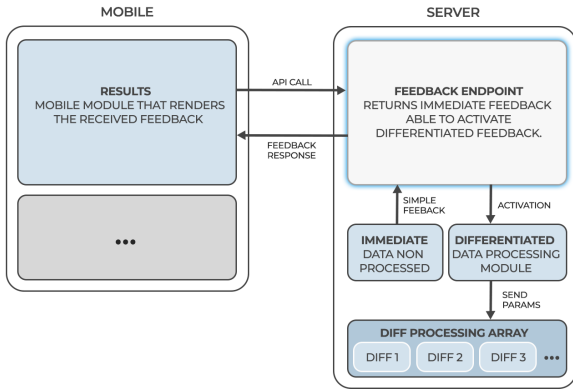 MOBILE
SERVER
RESULTS
MOBILE MODULE THAT RENDERS
THE RECEIVED FEEDBACK
•••
API CALL
FEEDBACK
RESPONSE
FEEDBACK ENDPOINT
RETURNS IMMEDIATE FEEDBACK
ABLE TO ACTIVATE
DIFFERENTIATED FEEDBACK.
SIMPLE
FEEBACK
ACTIVATION
IMMEDIATE
DATA NON
PROCESSED
DIFFERENTIATED
DATA PROCESSING
MODULE
SEND
PARAMS
DIFF PROCESSING ARRAY
DIFF 1
DIFF 2
DIFF 3
•••